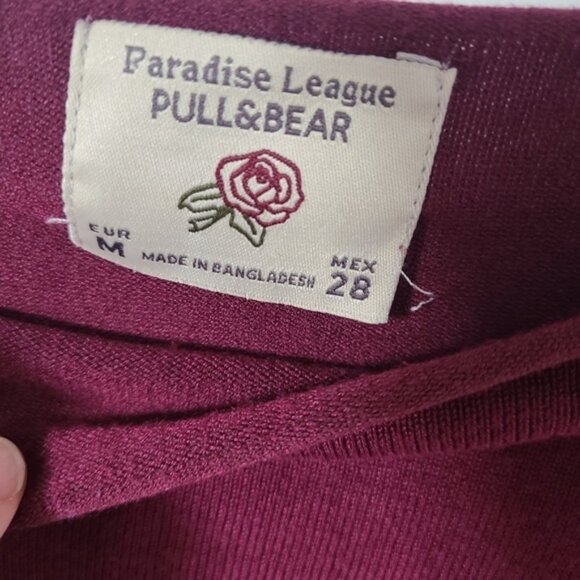 Paradise League
PULL&BEAR
EUR
M
MADE IN BANGLADESH
MEX
28